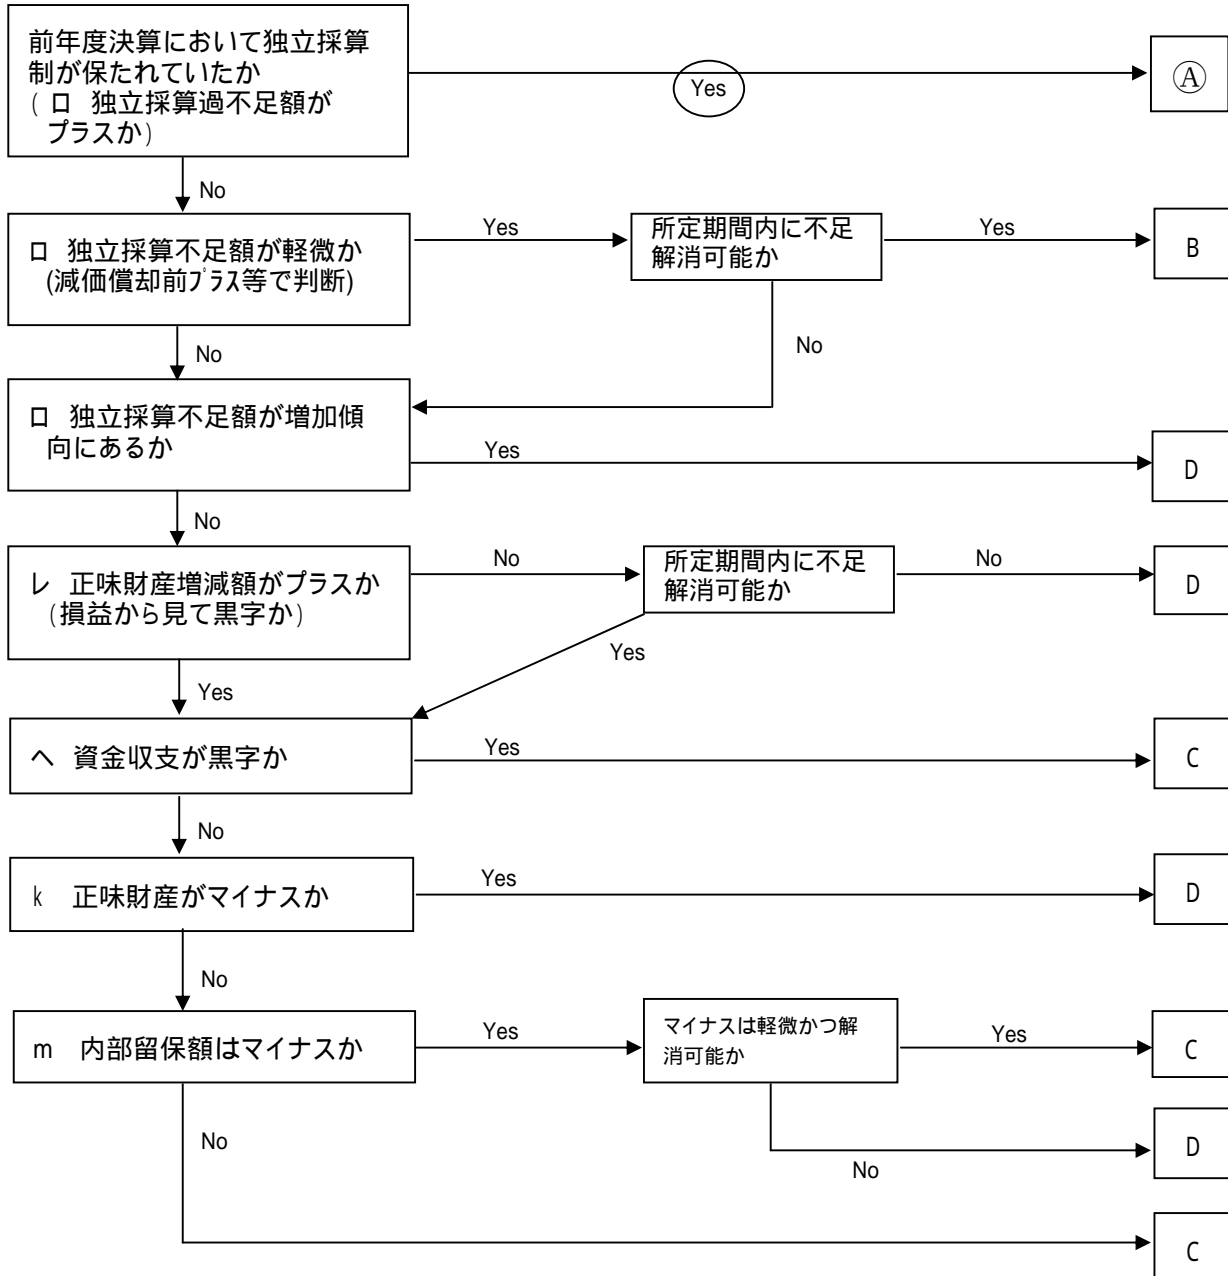 前年度決算において独立採算
制が保たれていたか
(ロ 独立採算過不足額が
プラスか)
Yes
Ⓐ
No
ロ 独立採算不足額が軽微か
(減価償却前プラス等で判断)
Yes
所定期間内に不足
解消可能か
Yes
B
No
No
ロ 独立採算不足額が増加傾
向にあるか
Yes
D
No
レ 正味財産増減額がプラスか
(損益から見て黒字か)
No
所定期間内に不足
解消可能か
No
D
Yes
Yes
ヘ 資金収支が黒字か
Yes
C
No
k 正味財産がマイナスか
Yes
D
No
m 内部留保額はマイナスか
Yes
マイナスは軽微かつ解
消可能か
Yes
C
No
No
D
C